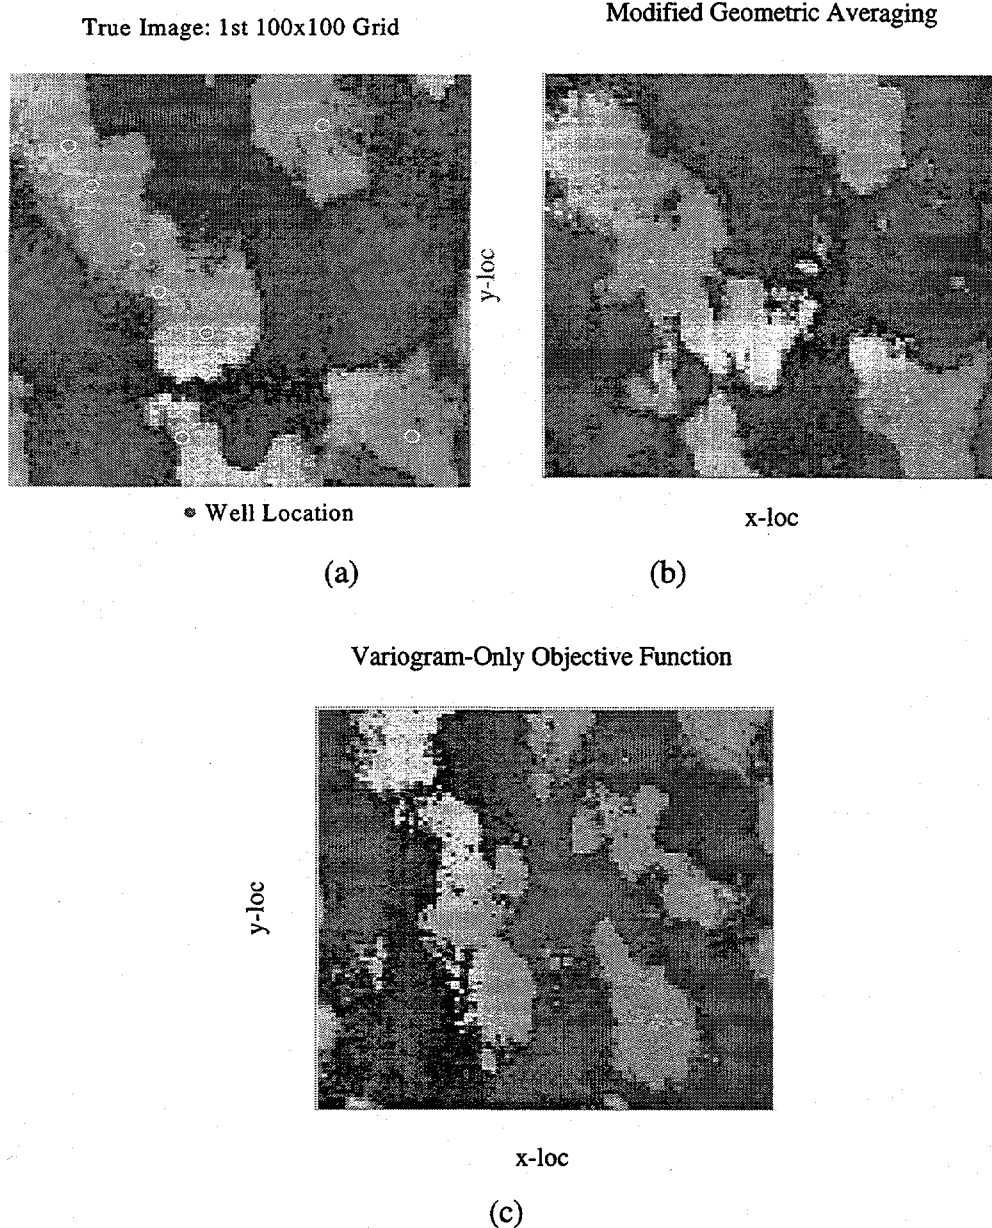 True Image: 1st 100x100 Grid
Modified Geometric Averaging
y-loc
Well Location
x-loc
(a)
(b)
Variogram-Only Objective Function
y-loc
x-loc
(c)